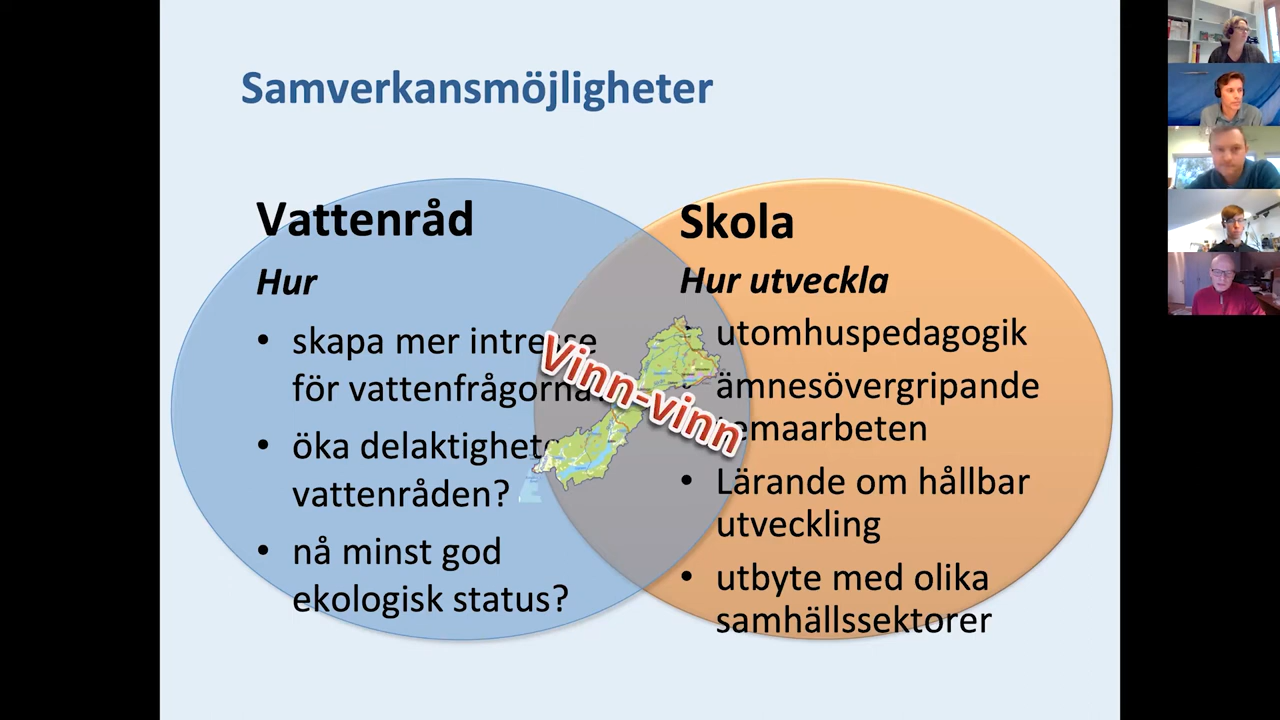 Samverkansmöjligheter
Vattenråd
Hur
• skapa mer intresse
för vattenfrågorna
• öka delaktighet
vattenråden?
• nå minst god
ekologisk status?
Vinn-vinn
Skola
Hur utveckla
• utomhuspedagogik
• ämnesövergripande
temaarbeten
• Lärande om hållbar
utveckling
• utbyte med olika
samhällssektorer